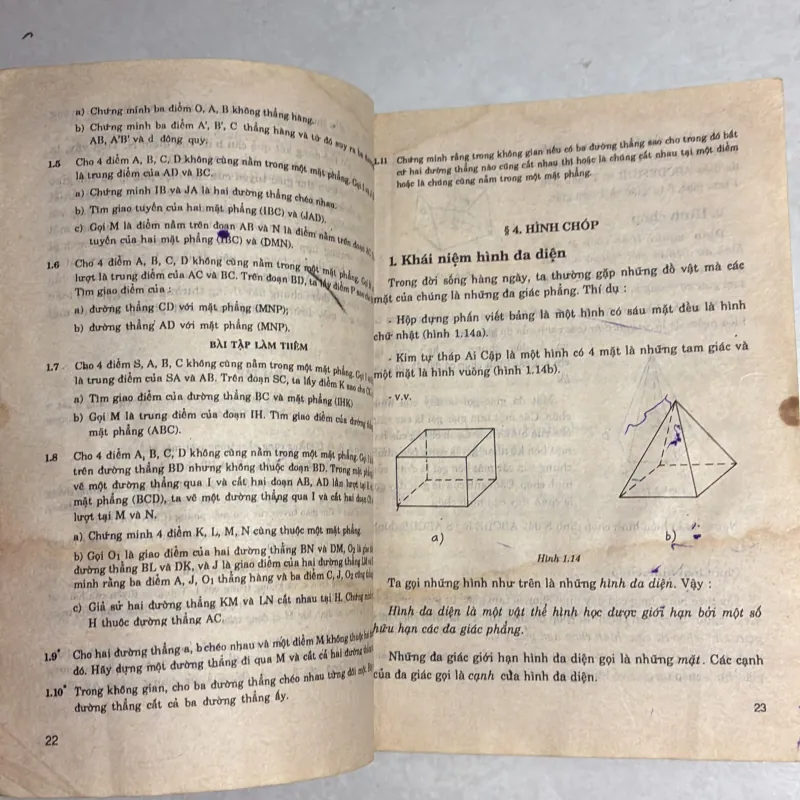 a) Chứng minh ba điểm O, A, B không thẳng hàng.
b) Chứng minh ba điểm A', B', C thẳng hàng và từ đó suy ra ba
AB, A'B' và d đồng quy.
1.5 Cho 4 điểm A, B, C, D không cùng nằm trong một mặt phẳng. Gọi
là trung điểm của AD và BC.
a) Chứng minh IB và JA là hai đường thẳng chéo nhau.
b) Tìm giao tuyến của hai mặt phẳng (IBC) và (JAD).
c) Gọi M là điểm nằm trên đoạn AB và N là điểm nằm trên đoạn
tuyến của hai mặt phẳng (IBC) và (DMN).
1.6 Cho 4 điểm A, B, C, D không cùng nằm trong một mặt phẳng. Gọi
lượt là trung điểm của AC và BC. Trên đoạn BD, ta lấy điểm P sao
Tìm giao điểm của :
a) đường thẳng CD với mặt phẳng (MNP);
b) đường thẳng AD với mặt phẳng (MNP).
BÀI TẬP LÀM THÊM
1.7 Cho 4 điểm S, A, B, C không cùng nằm trong một mặt phẳng. Gọi
là trung điểm của SA và AB. Trên đoạn SC, ta lấy điểm K sao cho
a) Tìm giao điểm của đường thẳng BC và mặt phẳng (IHK)
b) Gọi M là trung điểm của đoạn IH. Tìm giao điểm của đường
mặt phẳng (ABC).
1.8 Cho 4 điểm A, B, C, D không cùng nằm trong một mặt phẳng. Gọi
trên đường thẳng BD nhưng không thuộc đoạn BD. Trong mặt
vẽ một đường thẳng qua I và cắt hai đoạn AB, AD lần lượt tại
mặt phẳng (BCD), ta vẽ một đường thẳng qua I và cắt hai đoạn
lượt tại M và N.
a) Chứng minh 4 điểm K, L, M, N cùng thuộc một mặt phẳng.
b) Gọi O₁ là giao điểm của hai đường thẳng BN và DM, O₂ là
đường thẳng BL và DK, và J là giao điểm của hai đường thẳng
minh rằng ba điểm A, J, O₁ thẳng hàng và ba điểm C, J, O₂
c) Giả sử hai đường thẳng KM và LN cắt nhau tại H. Chứng
H thuộc đường thẳng AC.
1.9* Cho hai đường thẳng a, b chéo nhau và một điểm M không thuộc
đó. Hãy dựng một đường thẳng đi qua M và cắt cả hai đường
1.10* Trong không gian, cho ba đường thẳng chéo nhau từng đôi một.
đường thẳng cắt cả ba đường thẳng ấy.
22
1.11 Chứng minh rằng trong không gian nếu có ba đường thẳng sao cho trong đó bất
cứ hai đường thẳng nào cũng cắt nhau thì hoặc là chúng cắt nhau tại một điểm
hoặc là chúng cùng nằm trong một mặt phẳng.
§ 4. HÌNH CHÓP
1. Khái niệm hình đa diện
Trong đời sống hàng ngày, ta thường gặp những đồ vật mà các
mặt của chúng là những đa giác phẳng. Thí dụ :
- Hộp đựng phấn viết bảng là một hình có sáu mặt đều là hình
chữ nhật (hình 1.14a).
- Kim tự tháp Ai Cập là một hình có 4 mặt là những tam giác và
một mặt là hình vuông (hình 1.14b).
- v.v.
a)
b)
Hình 1.14
Ta gọi những hình như trên là những hình đa diện. Vậy :
Hình đa diện là một vật thể hình học được giới hạn bởi một số
hữu hạn các đa giác phẳng.
Những đa giác giới hạn hình đa diện gọi là những mặt. Các cạnh
của đa giác gọi là cạnh của hình đa diện.
23